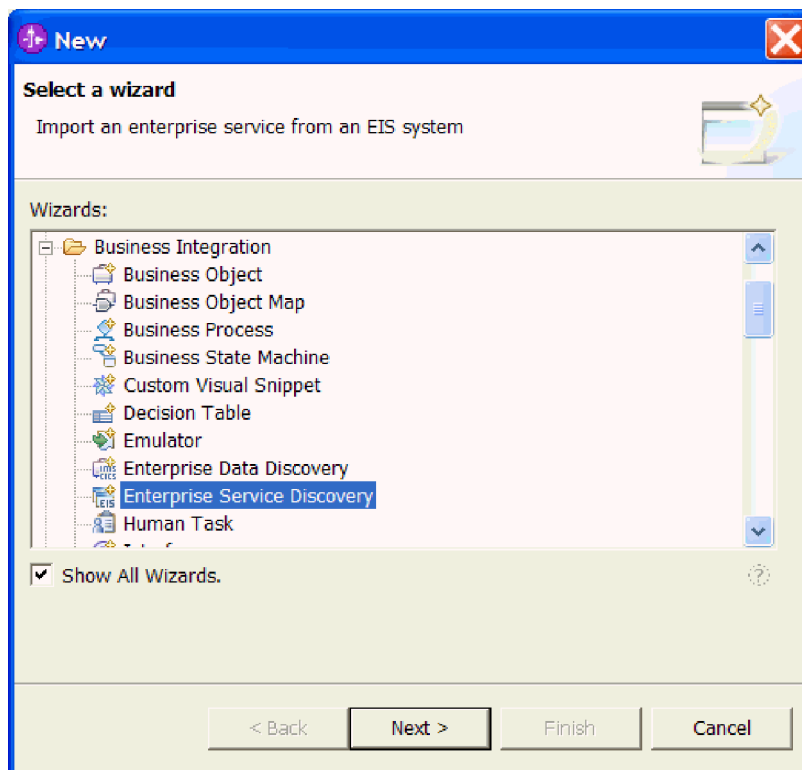 New
Select a wizard
Import an enterprise service from an EIS system
Wizards:
Business Integration
Business Object
Business Object Map
Business Process
Business State Machine
Custom Visual Snippet
Decision Table
Emulator
Enterprise Data Discovery
Enterprise Service Discovery
Human Task
Show All Wizards.
< Back
Next >
Finish
Cancel